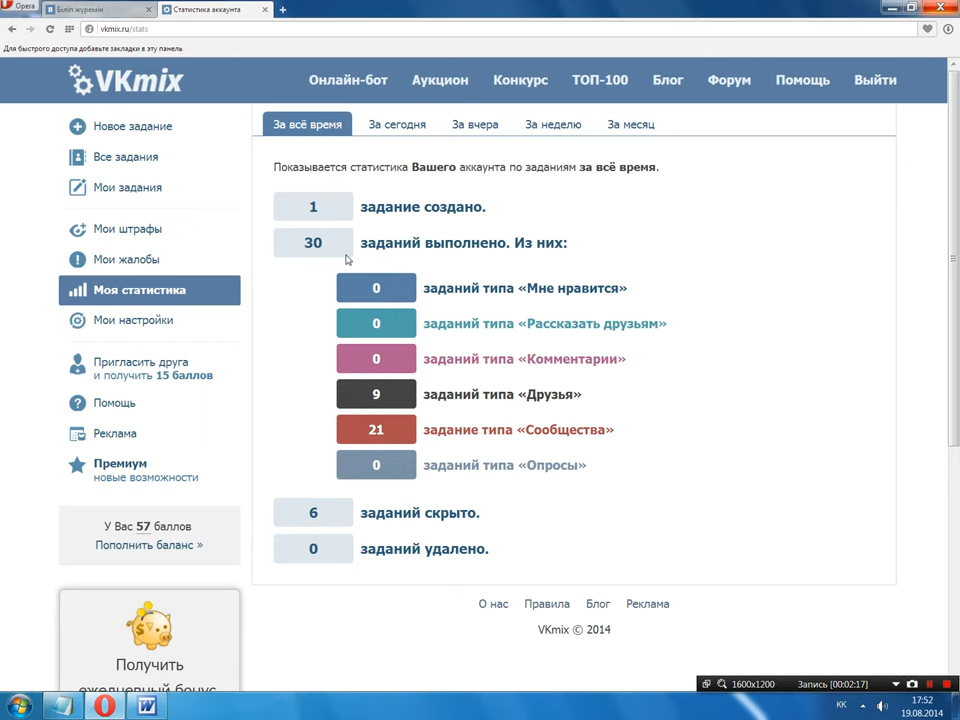 Opera
Біліп жүремін
Статистика аккаунта
vkmix.ru/stats
Для быстрого доступа добавьте закладки в эту панель
VKmix
Онлайн-бот
Аукцион
Конкурс
ТОП-100
Блог
Форум
Помощь
Выйти
Новое задание
Все задания
Мои задания
Мои штрафы
Мои жалобы
Моя статистика
Мои настройки
Пригласить друга
и получить 15 баллов
Помощь
Реклама
Премиум
новые возможности
У Вас 57 баллов
Пополнить баланс »
Получить
ежедневный бонус
За всё время
За сегодня
За вчера
За неделю
За месяц
Показывается статистика Вашего аккаунта по заданиям за всё время.
1 задание создано.
30 заданий выполнено. Из них:
0 заданий типа «Мне нравится»
0 заданий типа «Рассказать друзьям»
0 заданий типа «Комментарии»
9 заданий типа «Друзья»
21 задание типа «Сообщества»
0 заданий типа «Опросы»
6 заданий скрыто.
0 заданий удалено.
О нас
Правила
Блог
Реклама
VKmix © 2014
1600x1200
Запись [00:02:17]
KK
17:52
19.08.2014